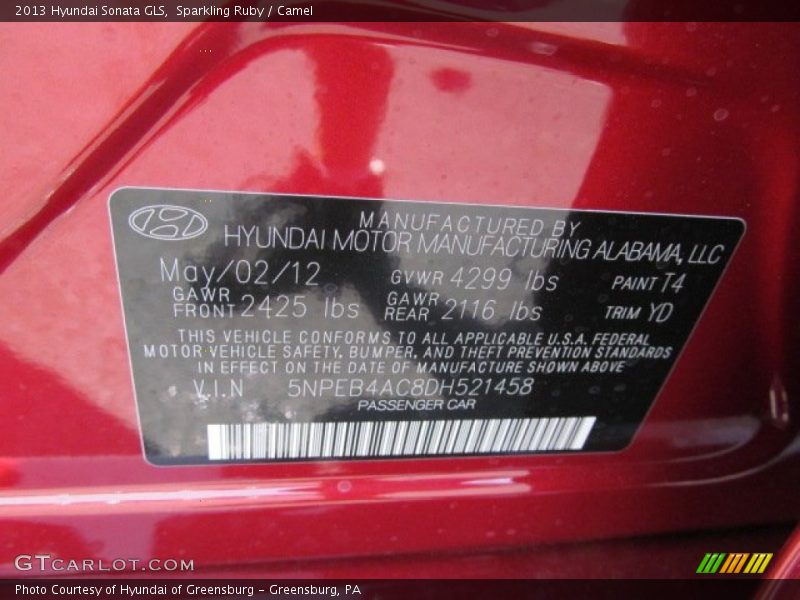 2013 Hyundai Sonata GLS, Sparkling Ruby / Camel
MANUFACTURED BY
HYUNDAI MOTOR MANUFACTURING ALABAMA, LLC
May/02/12 GVWR 4299 lbs PAINT T4
GAWR FRONT 2425 lbs GAWR REAR 2116 lbs TRIM YD
THIS VEHICLE CONFORMS TO ALL APPLICABLE U.S.A. FEDERAL
MOTOR VEHICLE SAFETY, BUMPER, AND THEFT PREVENTION STANDARDS
IN EFFECT ON THE DATE OF MANUFACTURE SHOWN ABOVE
V.I.N 5NPEB4AC8DH521458
PASSENGER CAR
GTCARLOT.COM
Photo Courtesy of Hyundai of Greensburg - Greensburg, PA